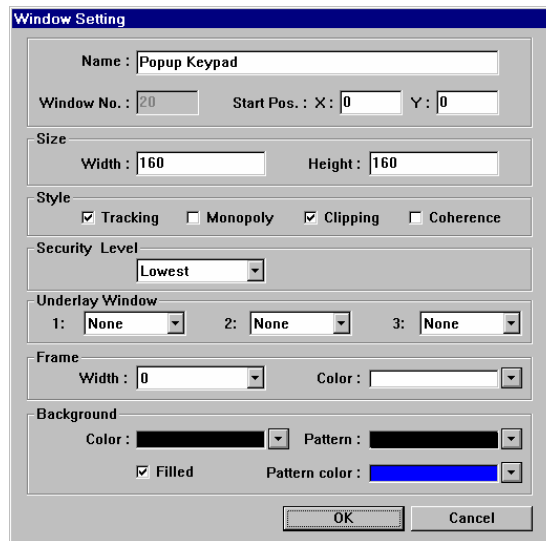 Window Setting
Name : Popup Keypad
Window No. : 20 Start Pos. : X : 0 Y : 0
Size
Width : 160 Height : 160
Style
Tracking Monopoly Clipping Coherence
Security Level
Lowest
Underlay Window
1: None 2: None 3: None
Frame
Width : 0 Color :
Background
Color : Pattern :
Filled Pattern color :
OK Cancel